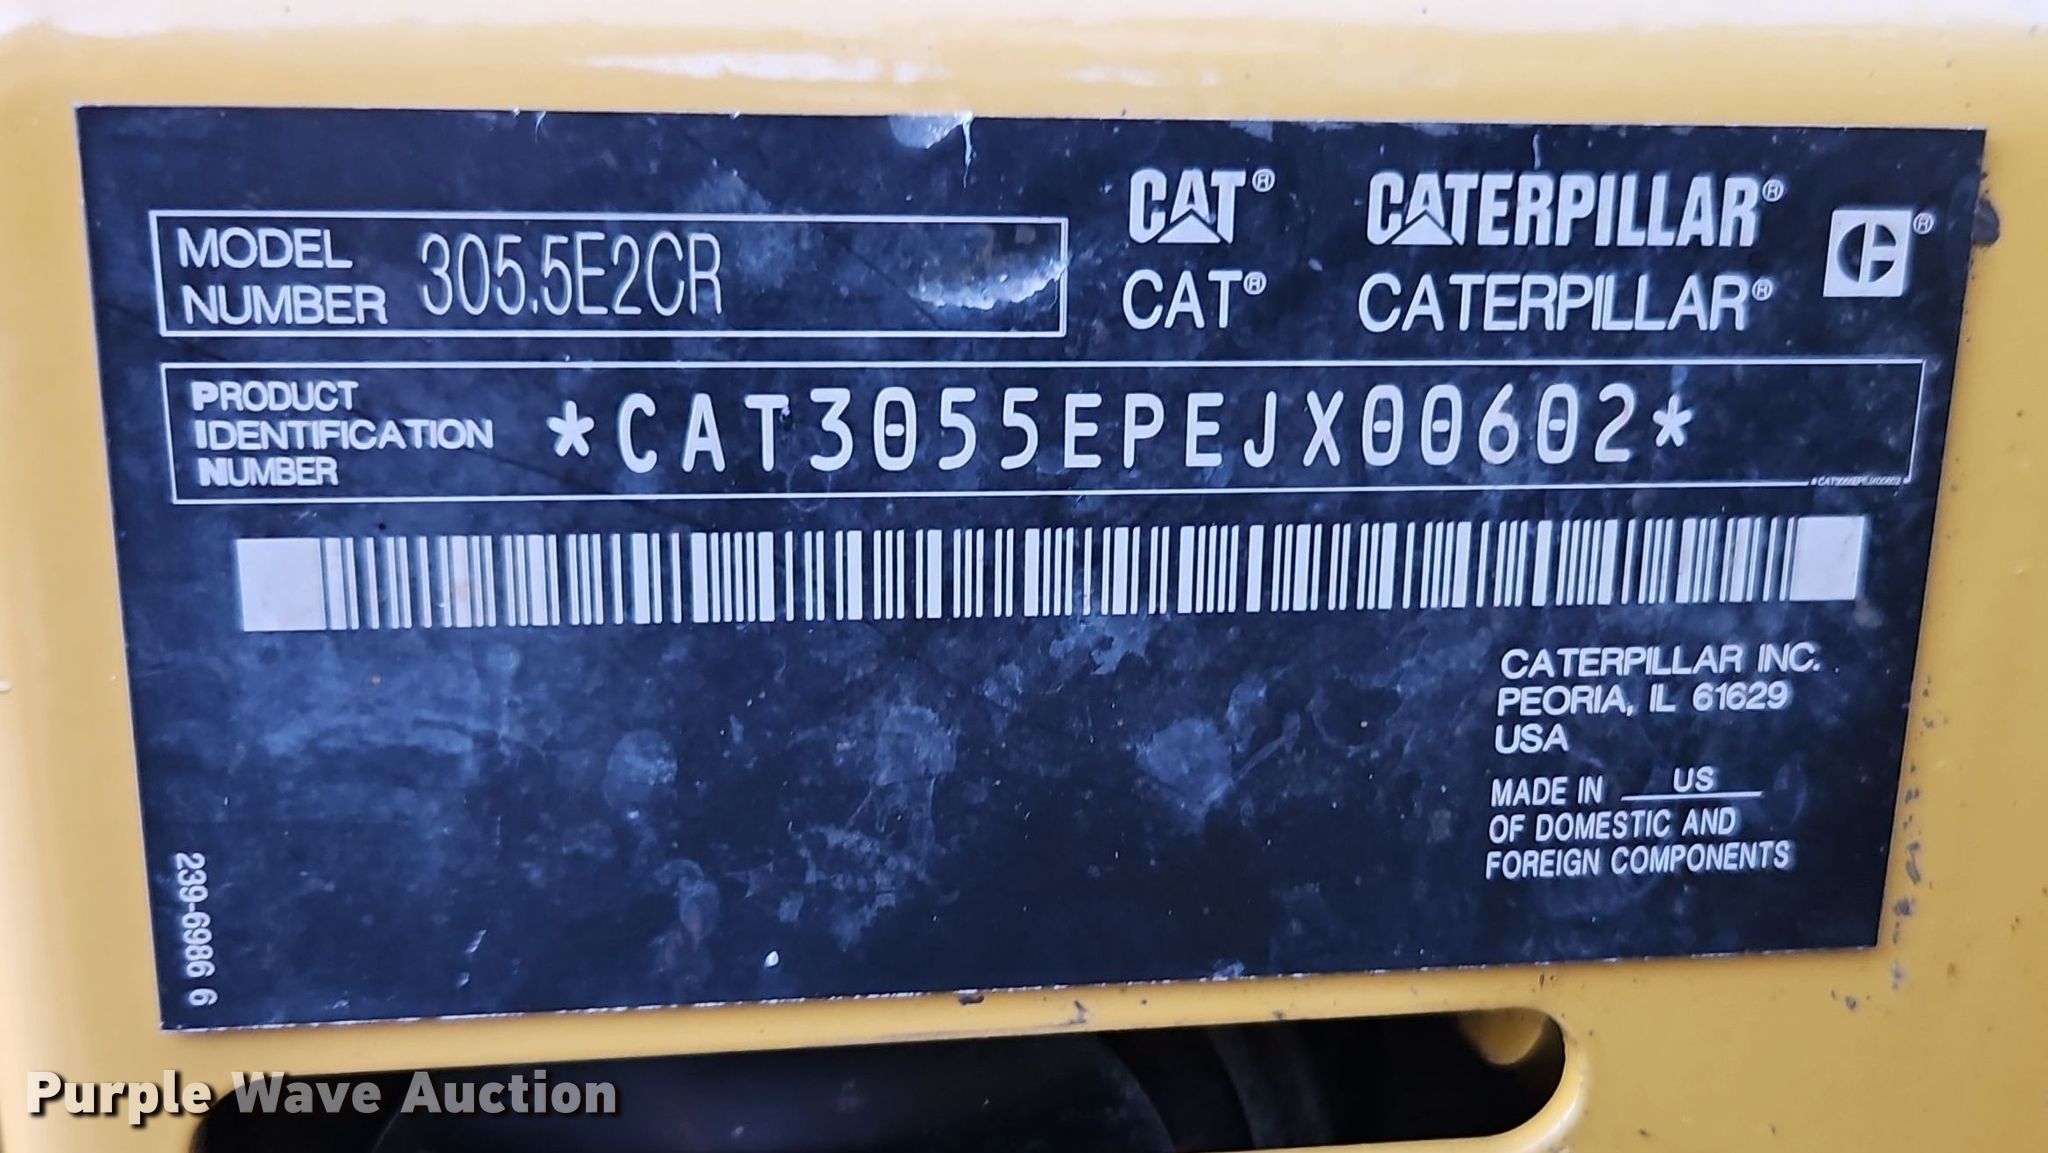 MODEL
NUMBER
305.5E2CR
CAT® CATERPILLAR®
CAT® CATERPILLAR® ®
PRODUCT
IDENTIFICATION
NUMBER
*CAT3055EPEJX00602*
*CAT3055EPEJX00602*
CATERPILLAR INC.
PEORIA, IL 61629
USA
MADE IN US
OF DOMESTIC AND
FOREIGN COMPONENTS
239-6986 6
Purple Wave Auction